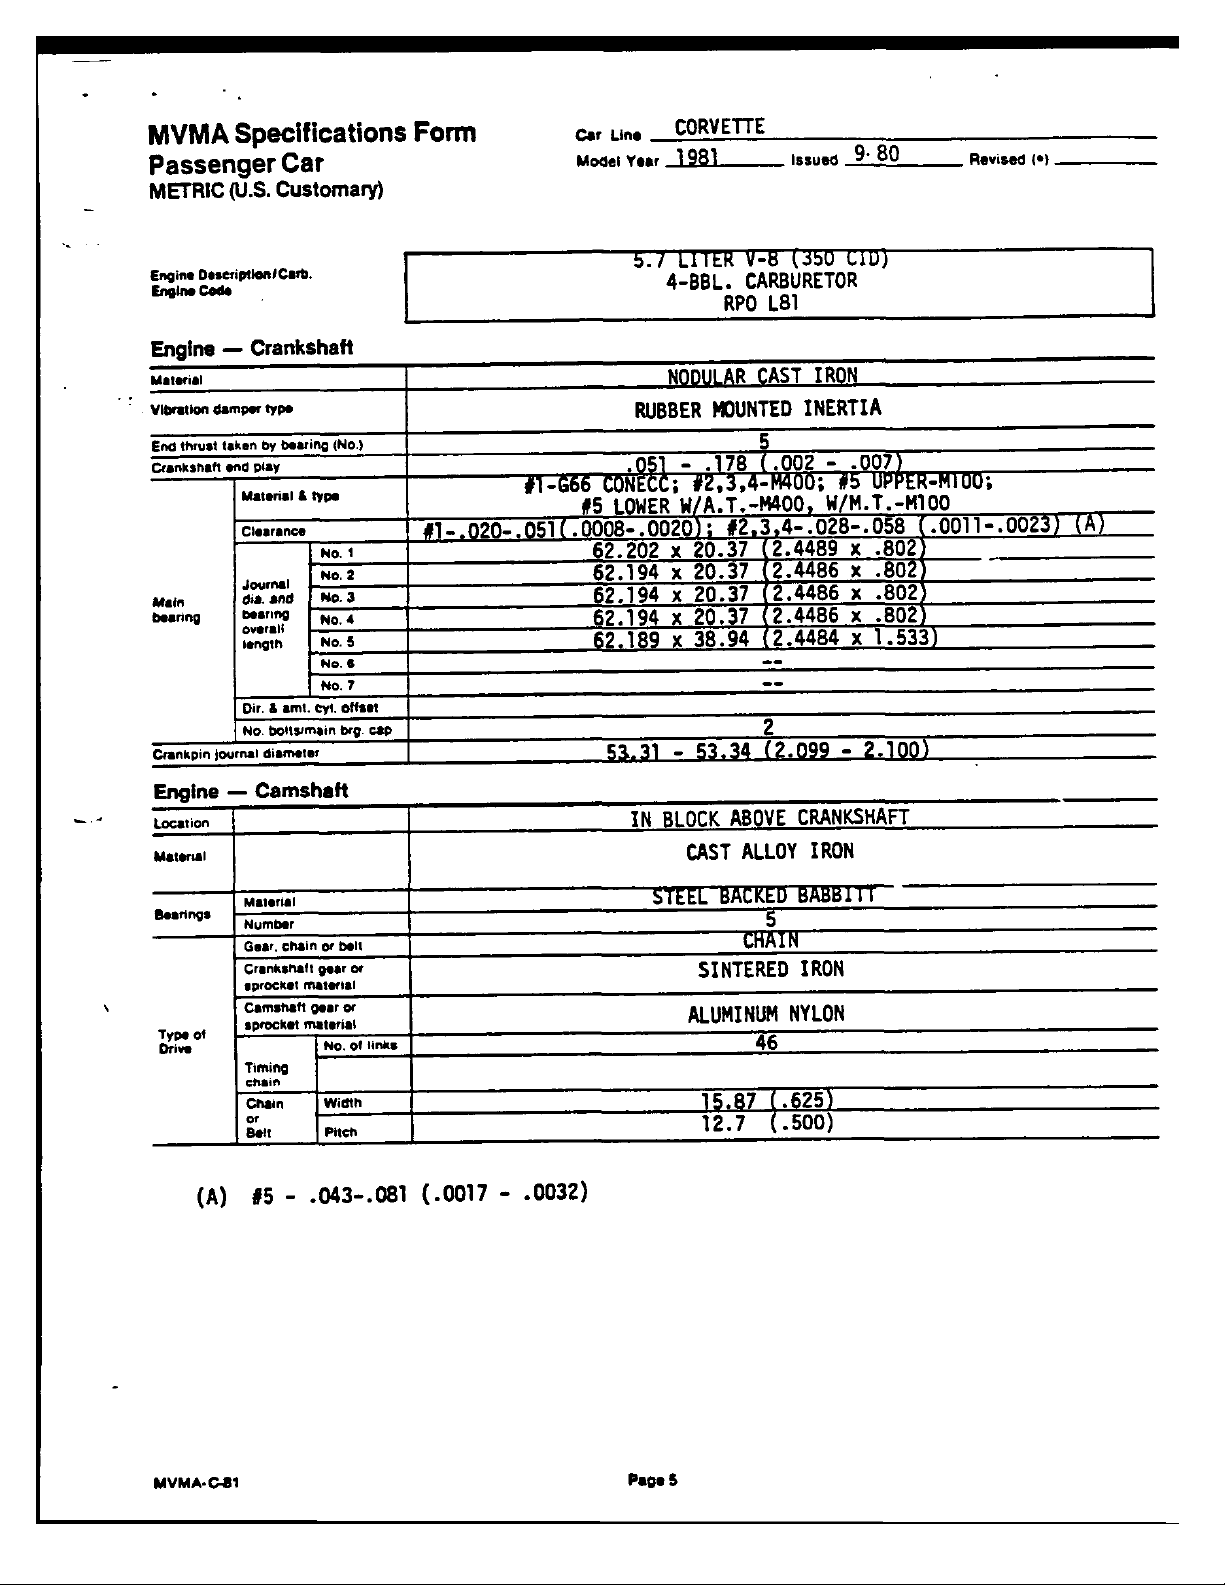 MVMA Specifications Form
Passenger Car
METRIC (U.S. Customary)
Car Line CORVETTE
Model Year 1981 Issued 9-80 Revised (•)
Engine Description/Carb.
Engine Code
5.7 LITER V-8 (350 CID)
4-BBL. CARBURETOR
RPO L81
Engine — Crankshaft
Material NODULAR CAST IRON
Vibration damper type RUBBER MOUNTED INERTIA
End thrust taken by bearing (No.) 5
Crankshaft end play .051 - .178 (.002 - .007)
Main bearing
Material & type #1-G66 CONECC; #2,3,4-M400; #5 UPPER-M100;
#5 LOWER W/A.T.-M400, W/M.T.-M100
Clearance #1-.020-.051(.0008-.0020); #2,3,4-.028-.058 (.0011-.0023) (A)
Journal dia. and bearing overall length
No. 1 62.202 x 20.37 (2.4489 x .802)
No. 2 62.194 x 20.37 (2.4486 x .802)
No. 3 62.194 x 20.37 (2.4486 x .802)
No. 4 62.194 x 20.37 (2.4486 x .802)
No. 5 62.189 x 38.94 (2.4484 x 1.533)
No. 6 --
No. 7 --
Dir. & amt. cyl. offset
No. bolts/main brg. cap 2
Crankpin journal diameter 53.31 - 53.34 (2.099 - 2.100)
Engine — Camshaft
Location IN BLOCK ABOVE CRANKSHAFT
Material CAST ALLOY IRON
Bearings
Material STEEL BACKED BABBITT
Number 5
Type of Drive
Gear, chain or belt CHAIN
Crankshaft gear or sprocket material SINTERED IRON
Camshaft gear or sprocket material ALUMINUM NYLON
Timing chain
No. of links 46
Chain or Belt
Width 15.87 (.625)
Pitch 12.7 (.500)
(A) #5 - .043-.081 (.0017 - .0032)
MVMA-C-81 Page 5